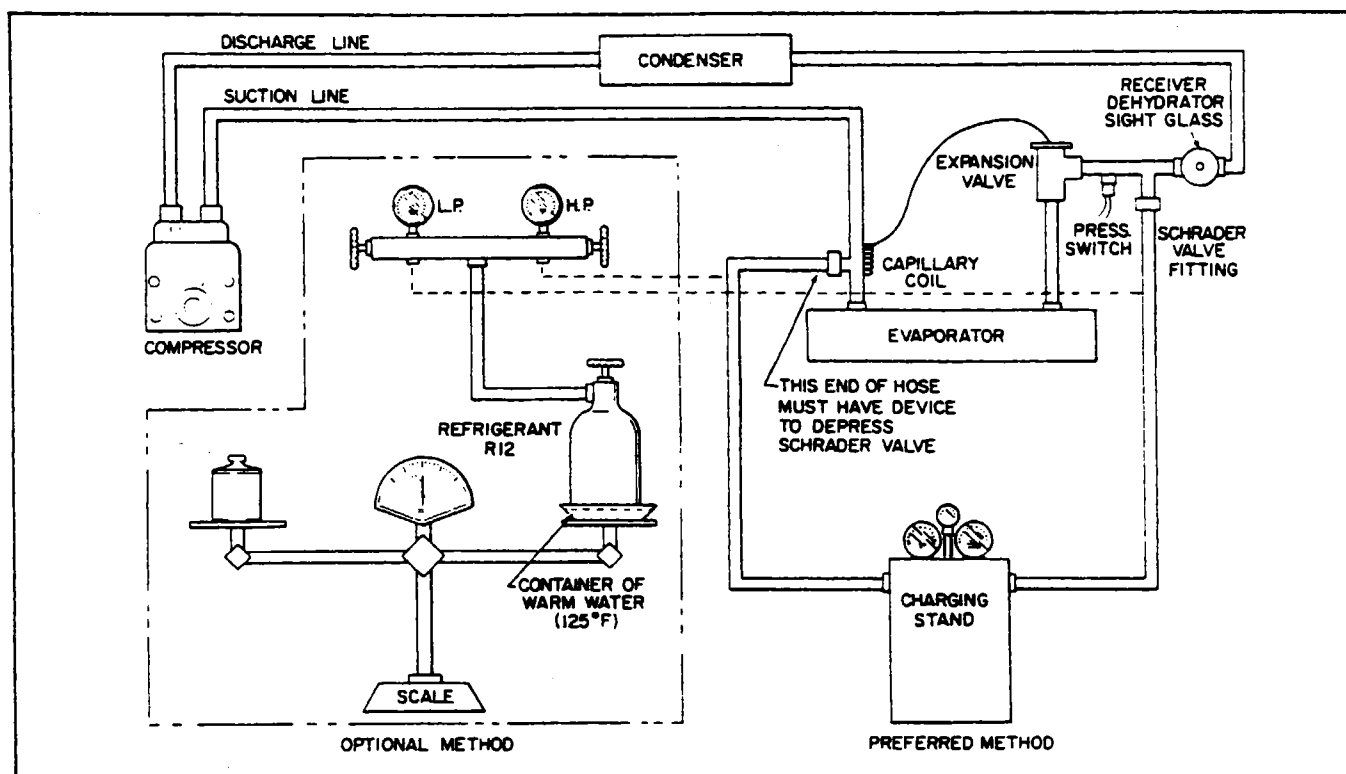 DISCHARGE LINE
CONDENSER
SUCTION LINE
RECEIVER
DEHYDRATOR
SIGHT GLASS
EXPANSION
VALVE
L.P.
H.P.
PRESS.
SWITCH
SCHRADER
VALVE
FITTING
CAPILLARY
COIL
COMPRESSOR
EVAPORATOR
THIS END OF HOSE
MUST HAVE DEVICE
TO DEPRESS
SCHRADER VALVE
REFRIGERANT
R12
CONTAINER OF
WARM WATER
(125°F)
CHARGING
STAND
SCALE
OPTIONAL METHOD
PREFERRED METHOD